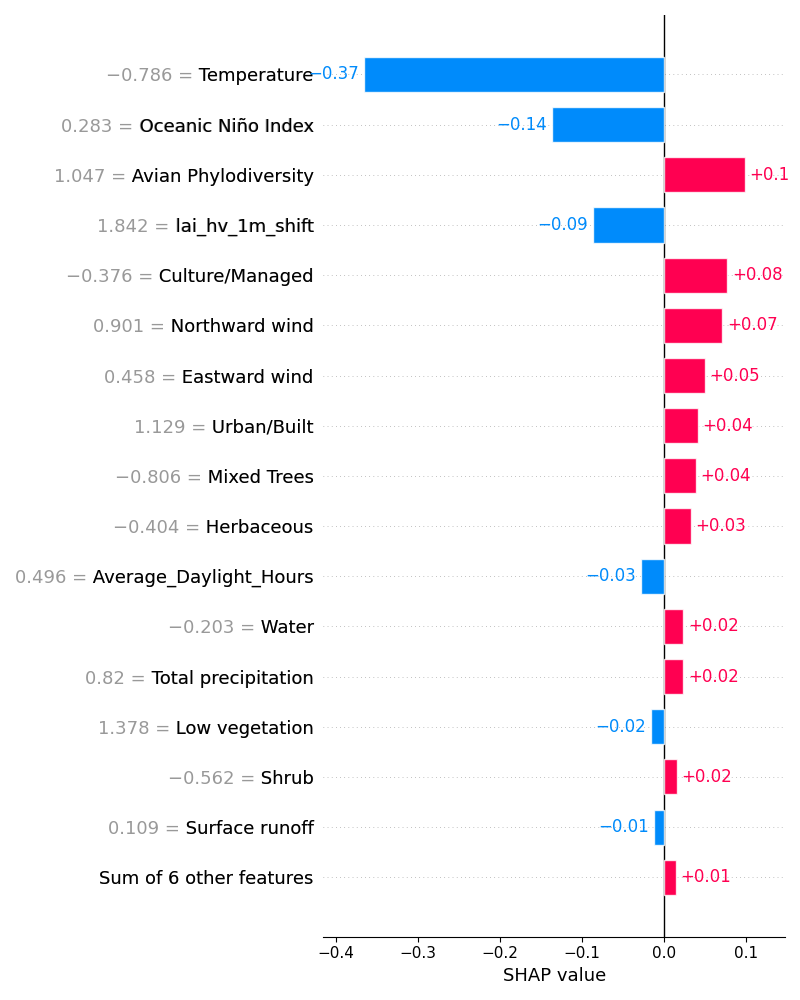 −0.786 = Temperature −0.37
0.283 = Oceanic Niño Index −0.14
1.047 = Avian Phylodiversity +0.1
1.842 = lai_hv_1m_shift −0.09
−0.376 = Culture/Managed +0.08
0.901 = Northward wind +0.07
0.458 = Eastward wind +0.05
1.129 = Urban/Built +0.04
−0.806 = Mixed Trees +0.04
−0.404 = Herbaceous +0.03
0.496 = Average_Daylight_Hours −0.03
−0.203 = Water +0.02
0.82 = Total precipitation +0.02
1.378 = Low vegetation −0.02
−0.562 = Shrub +0.02
0.109 = Surface runoff −0.01
Sum of 6 other features +0.01
−0.4 −0.3 −0.2 −0.1 0.0 0.1
SHAP value